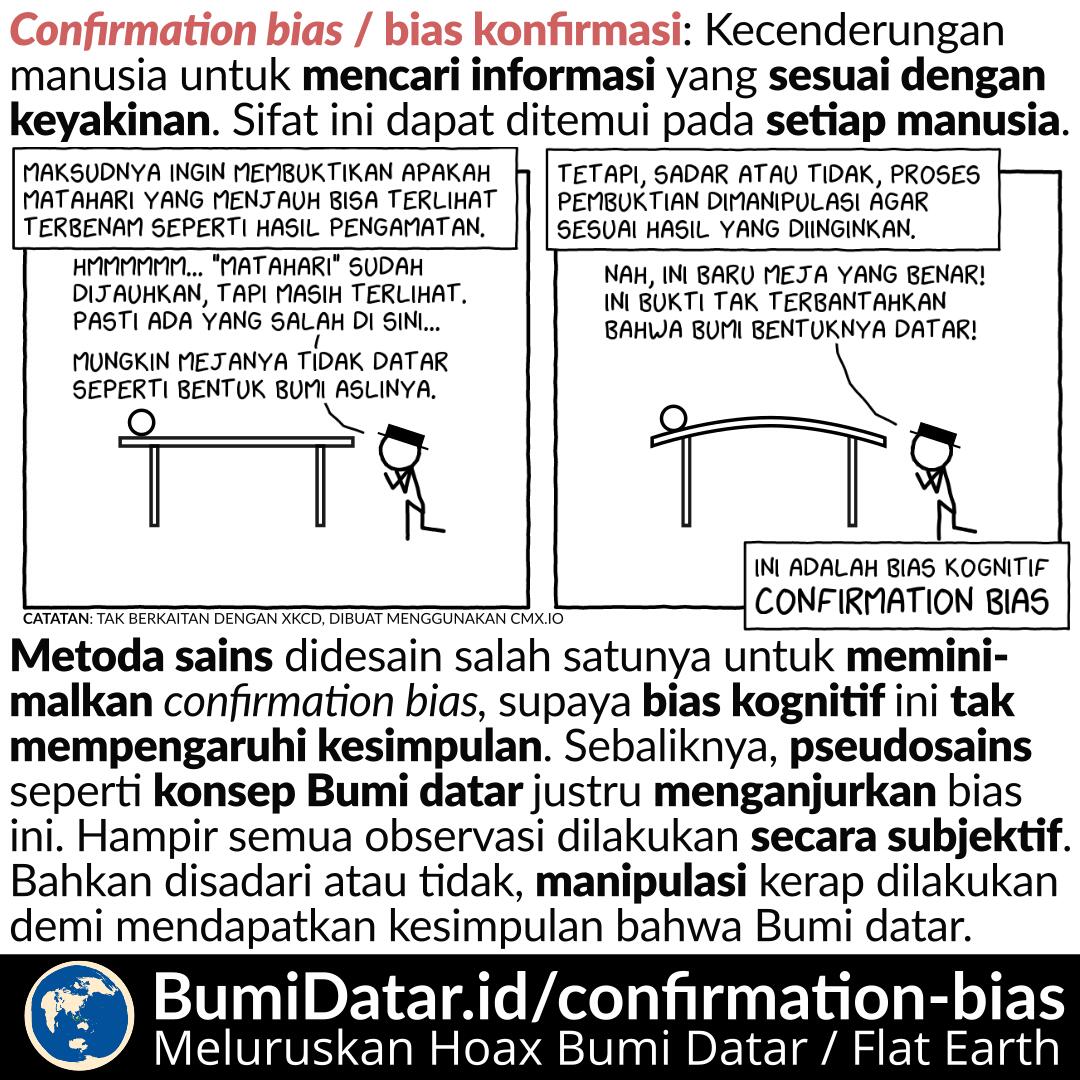 Confirmation bias / bias konfirmasi: Kecenderungan
manusia untuk mencari informasi yang sesuai dengan
keyakinan. Sifat ini dapat ditemui pada setiap manusia.
MAKSUDNYA INGIN MEMBUKTIKAN APAKAH
MATAHARI YANG MENJAUH BISA TERLIHAT
TERBENAM SEPERTI HASIL PENGAMATAN.
HMMMMMM... "MATAHARI" SUDAH
DIJAUHKAN, TAPI MASIH TERLIHAT.
PASTI ADA YANG SALAH DI SINI...
MUNGKIN MEJANYA TIDAK DATAR
SEPERTI BENTUK BUMI ASLINYA.
TETAPI, SADAR ATAU TIDAK, PROSES
PEMBUKTIAN DIMANIPULASI AGAR
SESUAI HASIL YANG DIINGINKAN.
NAH, INI BARU MEJA YANG BENAR!
INI BUKTI TAK TERBANTAHKAN
BAHWA BUMI BENTUKNYA DATAR!
INI ADALAH BIAS KOGNITIF
CONFIRMATION BIAS
CATATAN: TAK BERKAITAN DENGAN XKCD, DIBUAT MENGGUNAKAN CMX.IO
Metoda sains didesain salah satunya untuk memini-
malkan confirmation bias, supaya bias kognitif ini tak
mempengaruhi kesimpulan. Sebaliknya, pseudosains
seperti konsep Bumi datar justru menganjurkan bias
ini. Hampir semua observasi dilakukan secara subjektif.
Bahkan disadari atau tidak, manipulasi kerap dilakukan
demi mendapatkan kesimpulan bahwa Bumi datar.
BumiDatar.id/confirmation-bias
Meluruskan Hoax Bumi Datar / Flat Earth